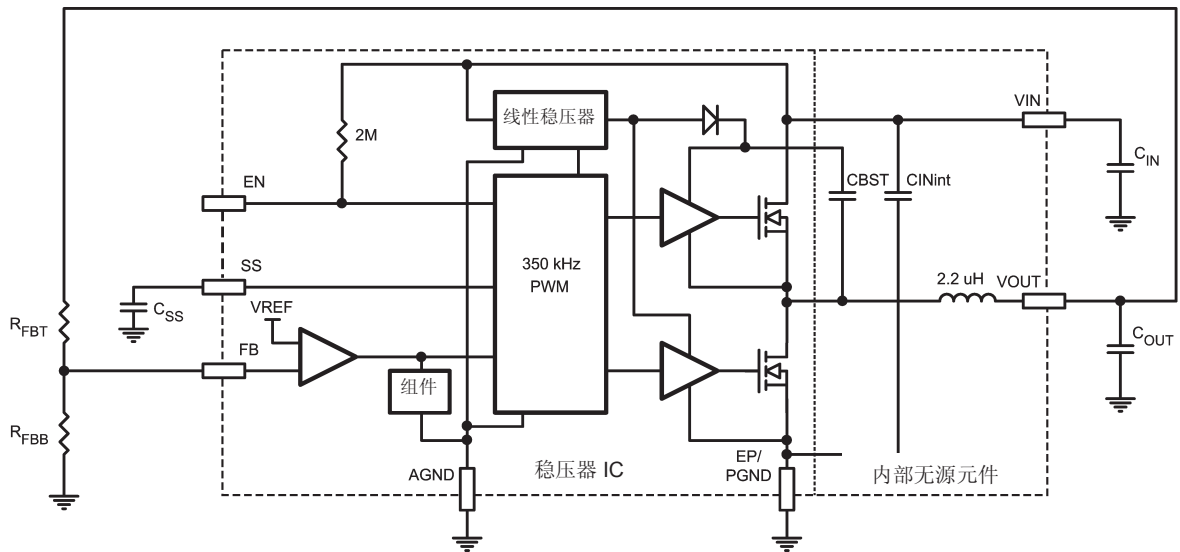 VIN
线性稳压器
2M
C_IN
EN
CBST
CINint
SS
350 kHz
PWM
2.2 uH
VOUT
C_SS
VREF
R_FBT
FB
C_OUT
组件
R_FBB
AGND
稳压器 IC
EP/
PGND
内部无源元件